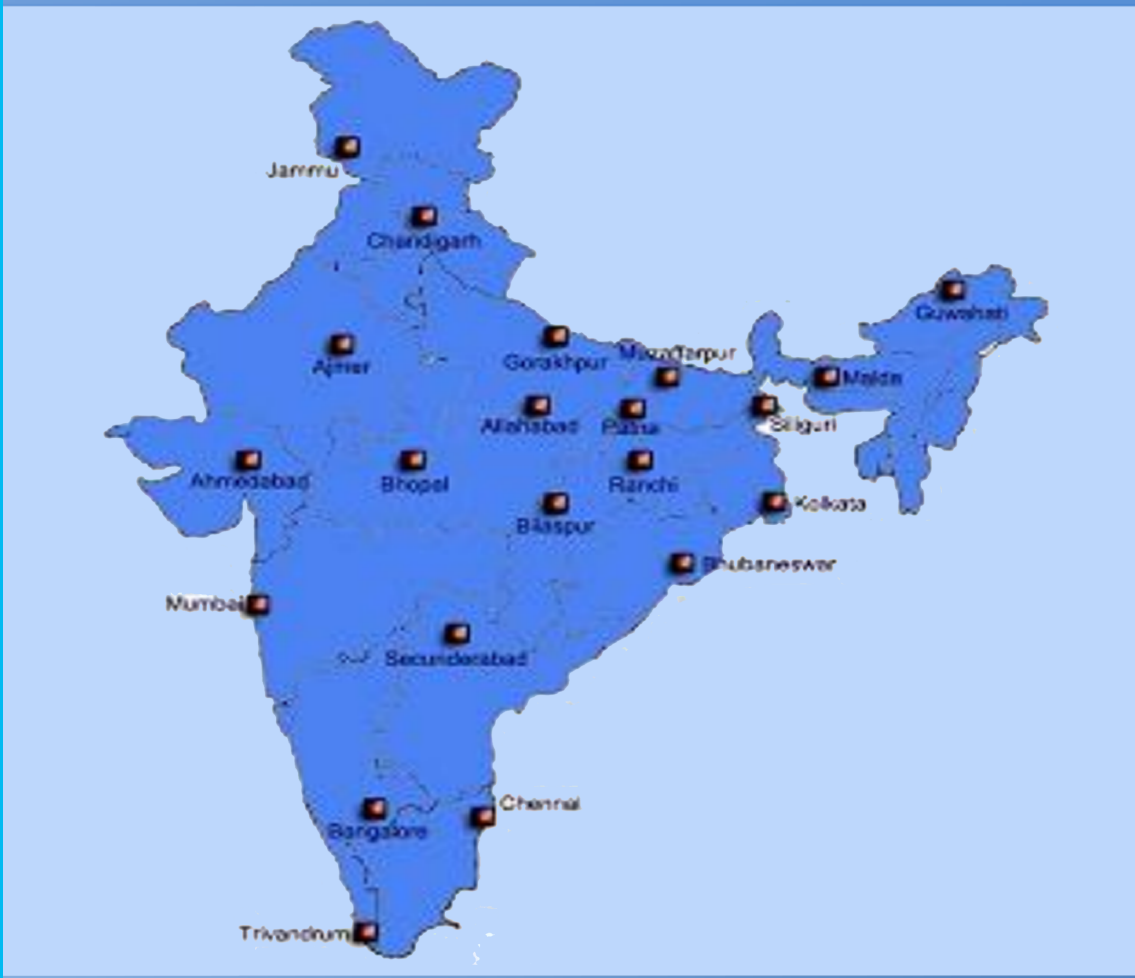 Jammu
Chandigarh
Guwahati
Gorakhpur
Muzaffarpur
Ajmer
Malda
Allahabad
Patna
Siliguri
Ahmedabad
Bhopal
Ranchi
Kolkata
Bilaspur
Bhubaneswar
Mumbai
Secunderabad
Chennai
Bangalore
Trivandrum